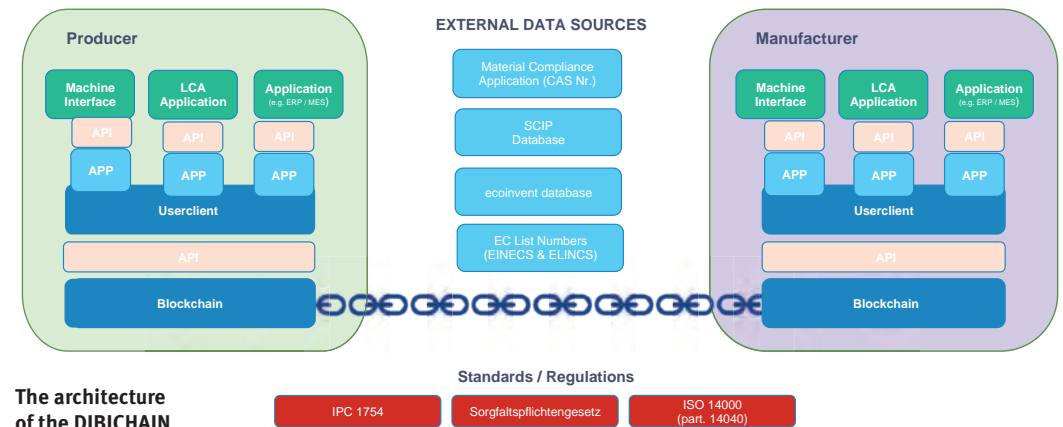 EXTERNAL DATA SOURCES
Producer
Machine
Interface
LCA
Application
Application
(e.g. ERP / MES)
API
API
API
APP
APP
APP
Userclient
API
Blockchain
Material Compliance
Application (CAS Nr.)
SCIP
Database
ecoinvent database
EC List Numbers
(EINECS & ELINCS)
Manufacturer
Machine
Interface
LCA
Application
Application
(e.g. ERP / MES)
API
API
API
APP
APP
APP
Userclient
API
Blockchain
Standards / Regulations
IPC 1754
Sorgfaltspflichtengesetz
ISO 14000
(part. 14040)
The architecture
of the DIBICHAIN